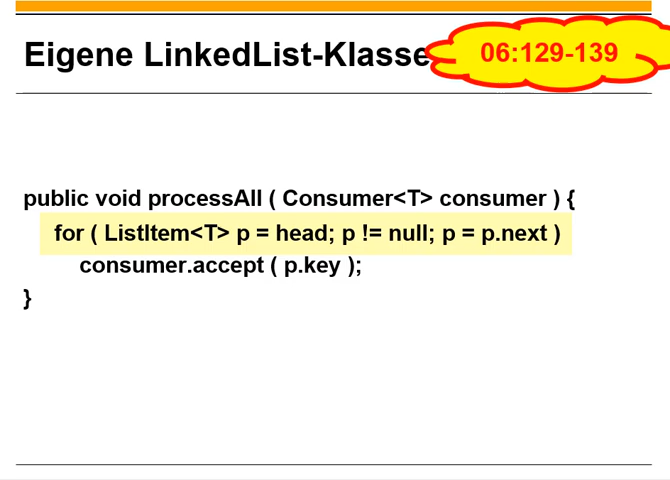 Eigene LinkedList-Klasse
06:129-139
public void processAll ( Consumer<T> consumer ) {
for ( ListItem<T> p = head; p != null; p = p.next )
consumer.accept ( p.key );
}